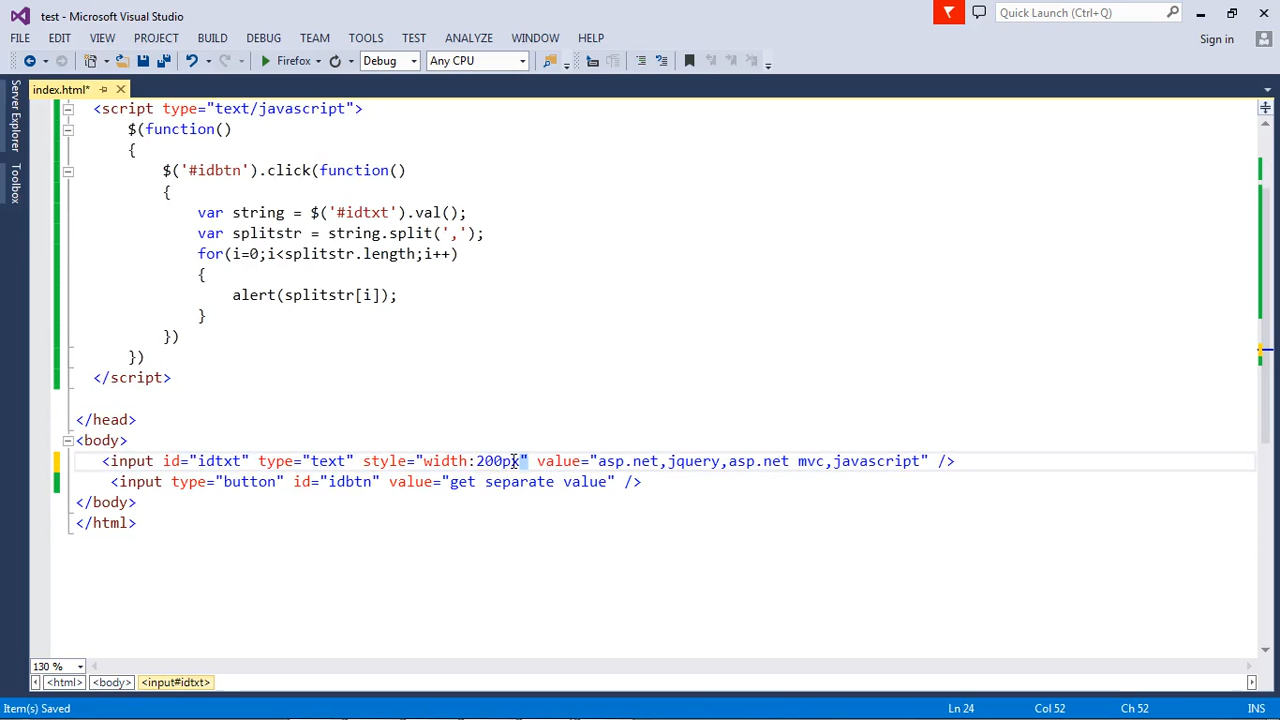 test - Microsoft Visual Studio
Quick Launch (Ctrl+Q)
FILE EDIT VIEW PROJECT BUILD DEBUG TEAM TOOLS TEST ANALYZE WINDOW HELP
Sign in
Firefox Debug Any CPU
Server Explorer
Toolbox
index.html*
<script type="text/javascript">
$(function()
{
$('#idbtn').click(function()
{
var string = $('#idtxt').val();
var splitstr = string.split(',');
for(i=0;i<splitstr.length;i++)
{
alert(splitstr[i]);
}
})
})
</script>
</head>
<body>
<input id="idtxt" type="text" style="width:200px" value="asp.net,jquery,asp.net mvc,javascript" />
<input type="button" id="idbtn" value="get separate value" />
</body>
</html>
130 %
<html> <body> <input#idtxt>
Item(s) Saved Ln 24 Col 52 Ch 52 INS